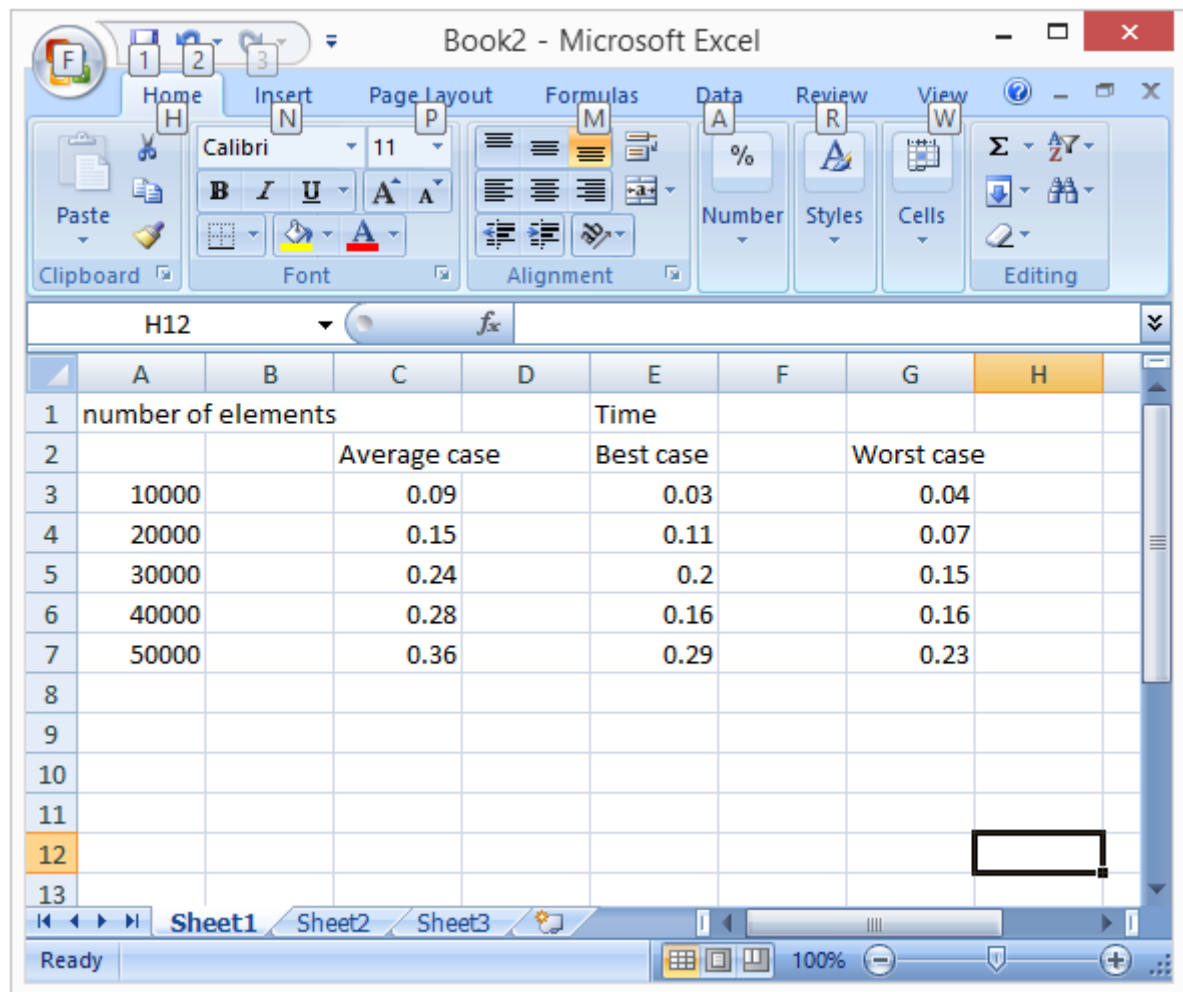 Book2 - Microsoft Excel
F 1 2 3
Home Insert Page Layout Formulas Data Review View
H N P M A R W
Calibri 11 % Σ A Z
Paste B I U A A Number Styles Cells
A
Clipboard Font Alignment Editing
H12 fx
A B C D E F G H
1 number of elements Time
2 Average case Best case Worst case
3 10000 0.09 0.03 0.04
4 20000 0.15 0.11 0.07
5 30000 0.24 0.2 0.15
6 40000 0.28 0.16 0.16
7 50000 0.36 0.29 0.23
8
9
10
11
12
13
Sheet1 Sheet2 Sheet3
Ready 100%